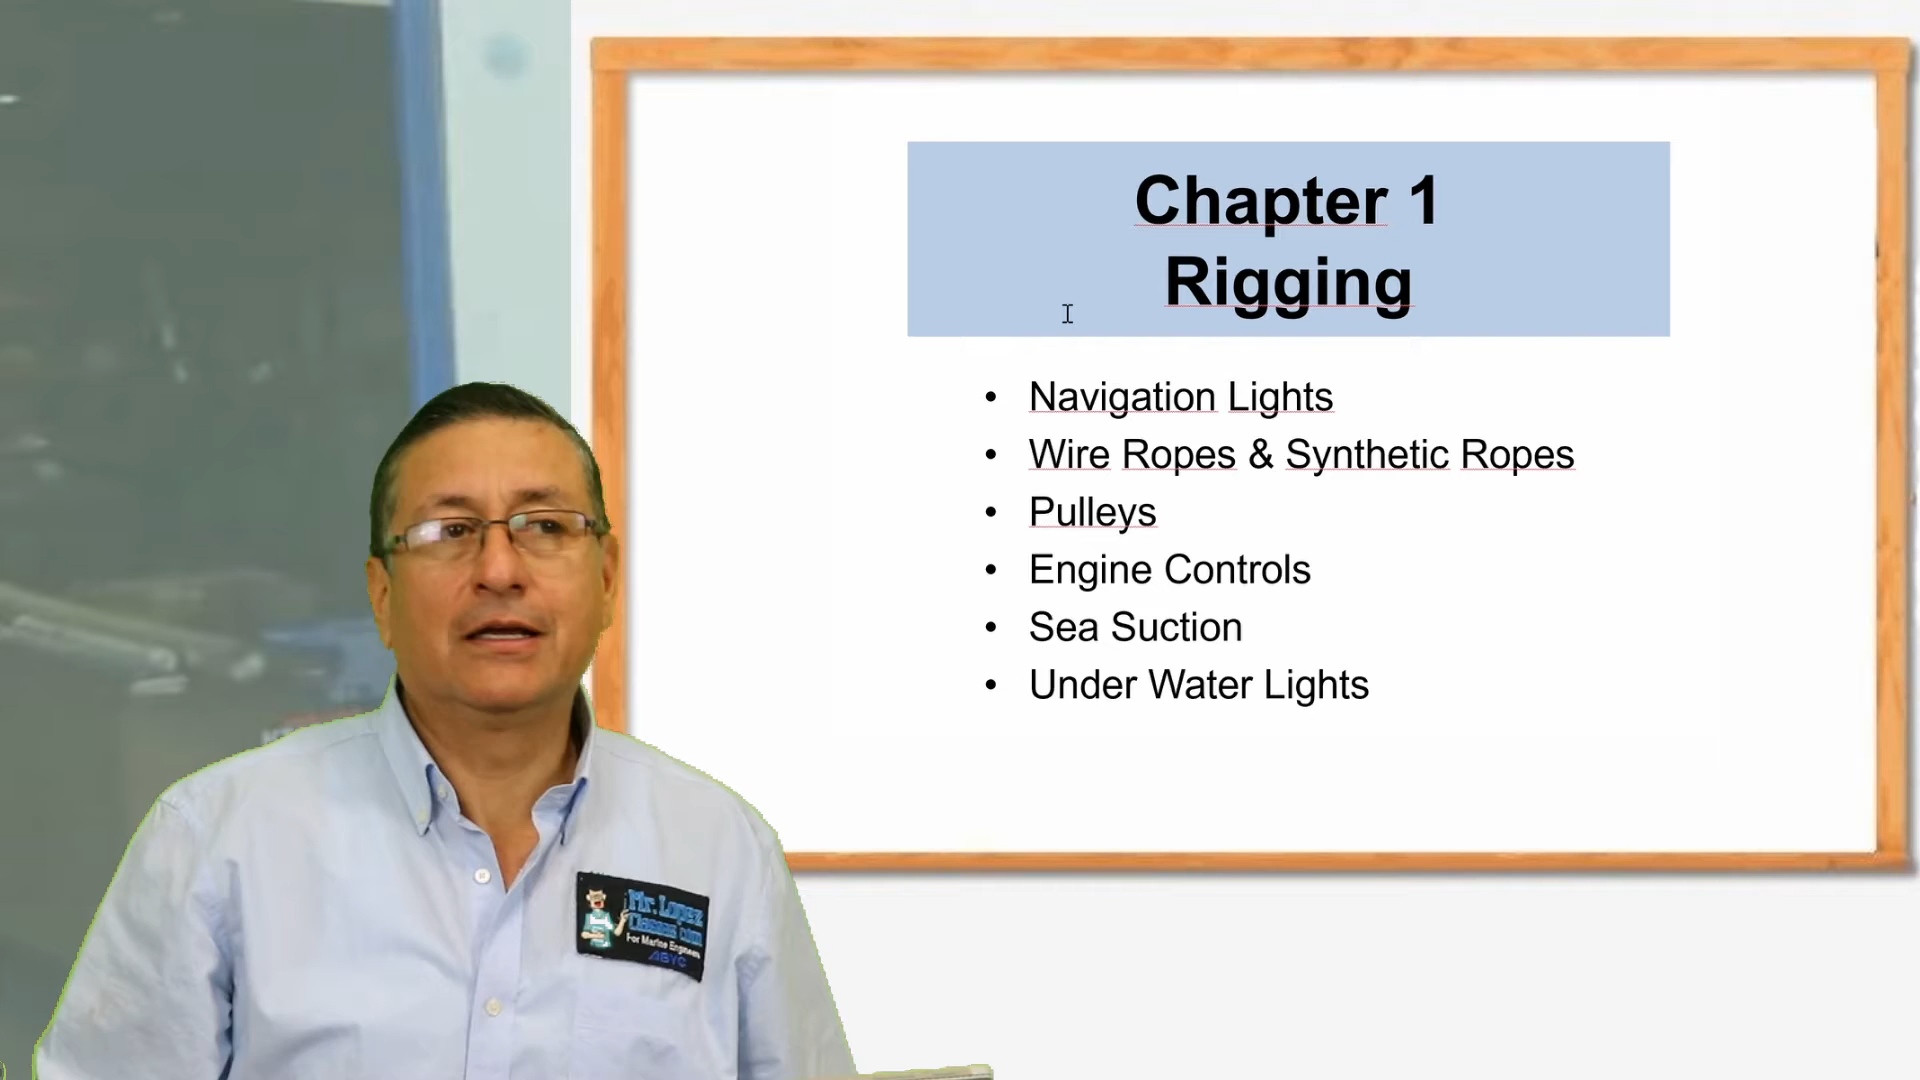 Chapter 1
Rigging
• Navigation Lights
• Wire Ropes & Synthetic Ropes
• Pulleys
• Engine Controls
• Sea Suction
• Under Water Lights
Mr. Lopez
Classes.com
For Marine Engineers
ABYC